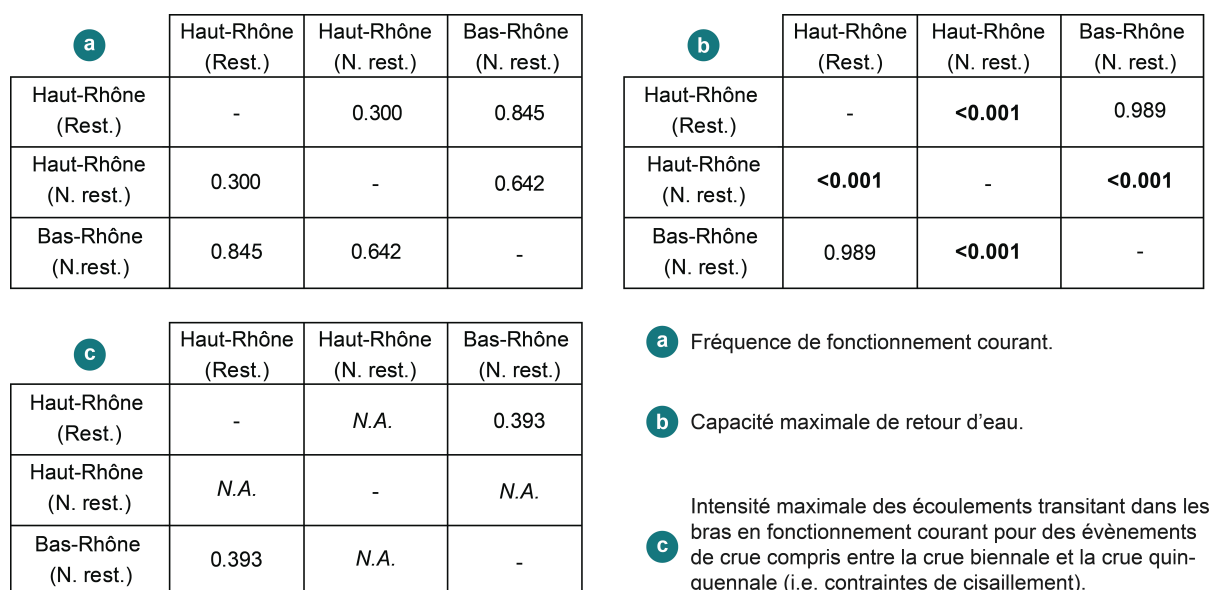 a
Haut-Rhône (Rest.) Haut-Rhône (N. rest.) Bas-Rhône (N. rest.)
Haut-Rhône (Rest.) - 0.300 0.845
Haut-Rhône (N. rest.) 0.300 - 0.642
Bas-Rhône (N.rest.) 0.845 0.642 -
b
Haut-Rhône (Rest.) Haut-Rhône (N. rest.) Bas-Rhône (N. rest.)
Haut-Rhône (Rest.) - <0.001 0.989
Haut-Rhône (N. rest.) <0.001 - <0.001
Bas-Rhône (N. rest.) 0.989 <0.001 -
c
Haut-Rhône (Rest.) Haut-Rhône (N. rest.) Bas-Rhône (N. rest.)
Haut-Rhône (Rest.) - N.A. 0.393
Haut-Rhône (N. rest.) N.A. - N.A.
Bas-Rhône (N. rest.) 0.393 N.A. -
a Fréquence de fonctionnement courant.
b Capacité maximale de retour d'eau.
c
Intensité maximale des écoulements transitant dans les
bras en fonctionnement courant pour des évènements
de crue compris entre la crue biennale et la crue quin-
quennale (i.e. contraintes de cisaillement).